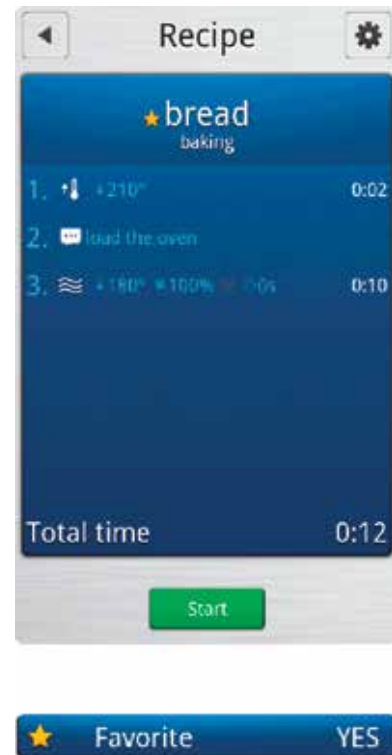 Recipe
bread
baking
1. +210° 0:02
2. load the oven
3. +180° 100% 0s 0:10
Total time 0:12
Start
Favorite YES